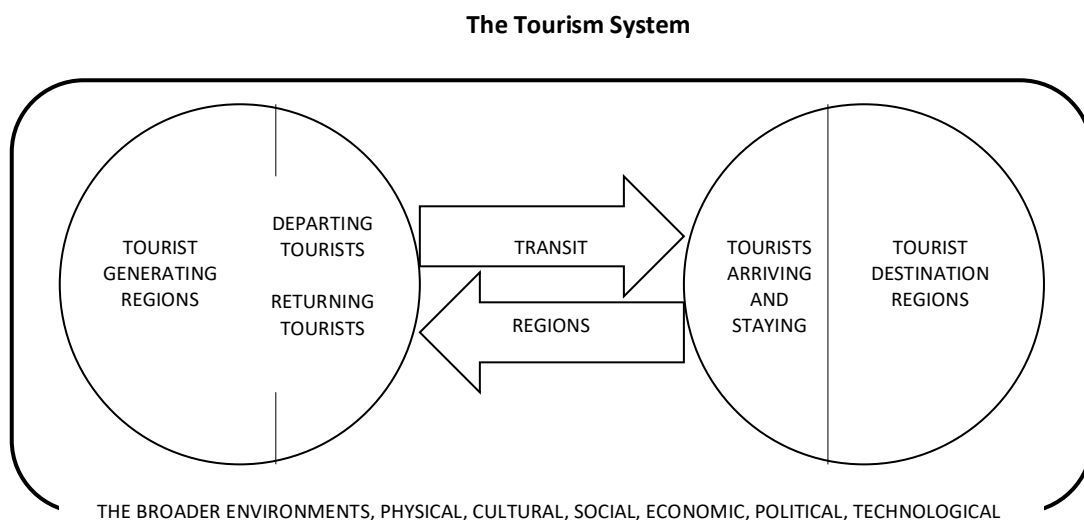 The Tourism System
TOURIST
GENERATING
REGIONS
DEPARTING
TOURISTS
RETURNING
TOURISTS
TRANSIT
REGIONS
TOURISTS
ARRIVING
AND
STAYING
TOURIST
DESTINATION
REGIONS
THE BROADER ENVIRONMENTS, PHYSICAL, CULTURAL, SOCIAL, ECONOMIC, POLITICAL, TECHNOLOGICAL